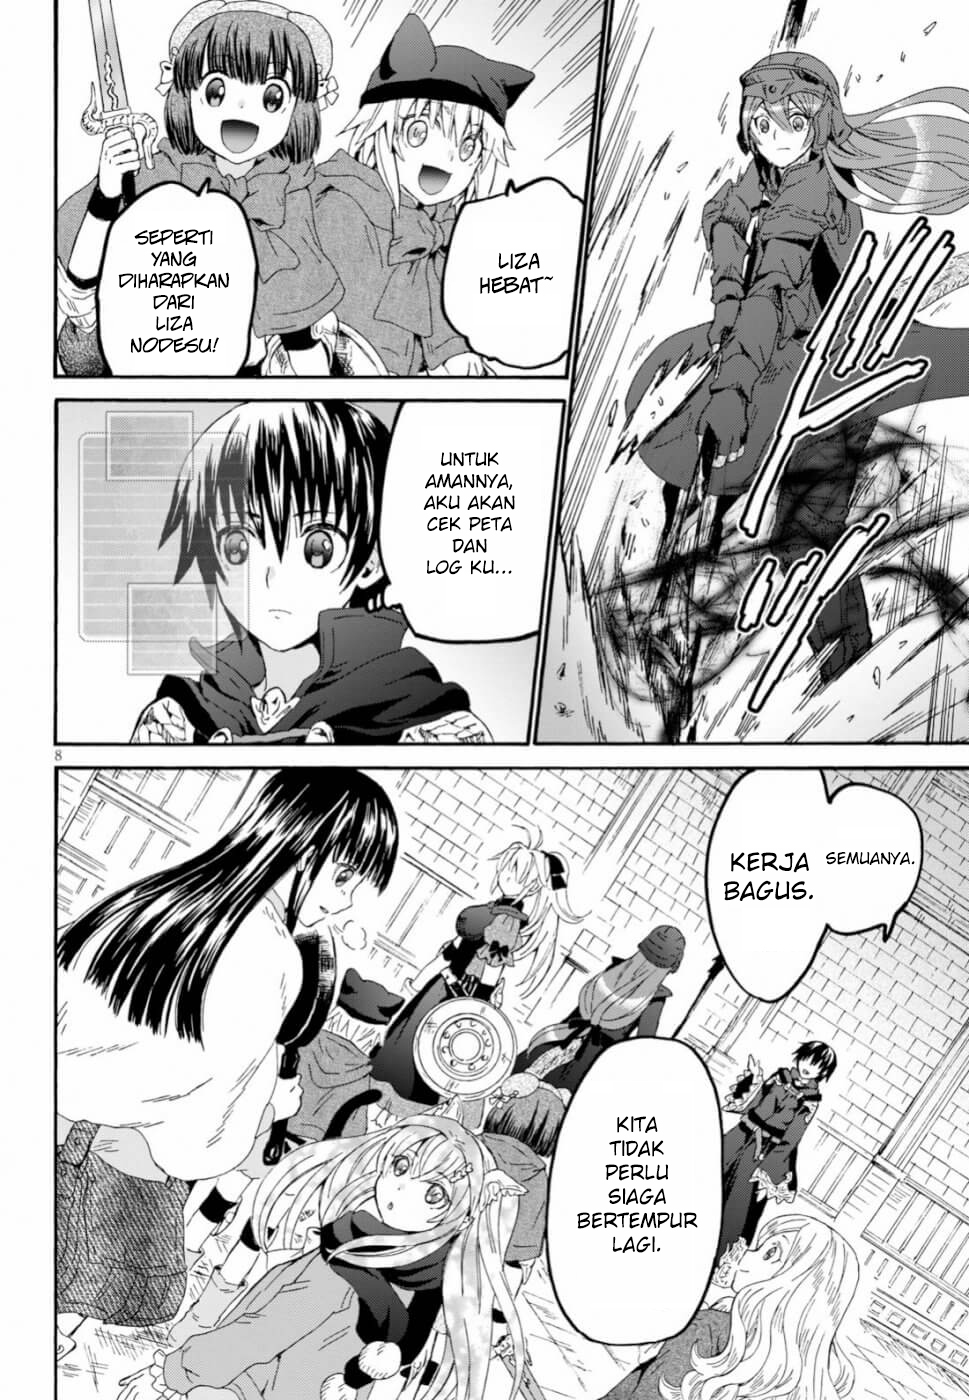 LIZA
HEBAT~
SEPERTI
YANG
DIHARAPKAN
DARI
LIZA
NODESU!
UNTUK
AMANNYA,
AKU AKAN
CEK PETA
DAN
LOG KU...
8
SEMUANYA.
KERJA
BAGUS.
KITA
TIDAK
PERLU
SIAGA
BERTEMPUR
LAGI.